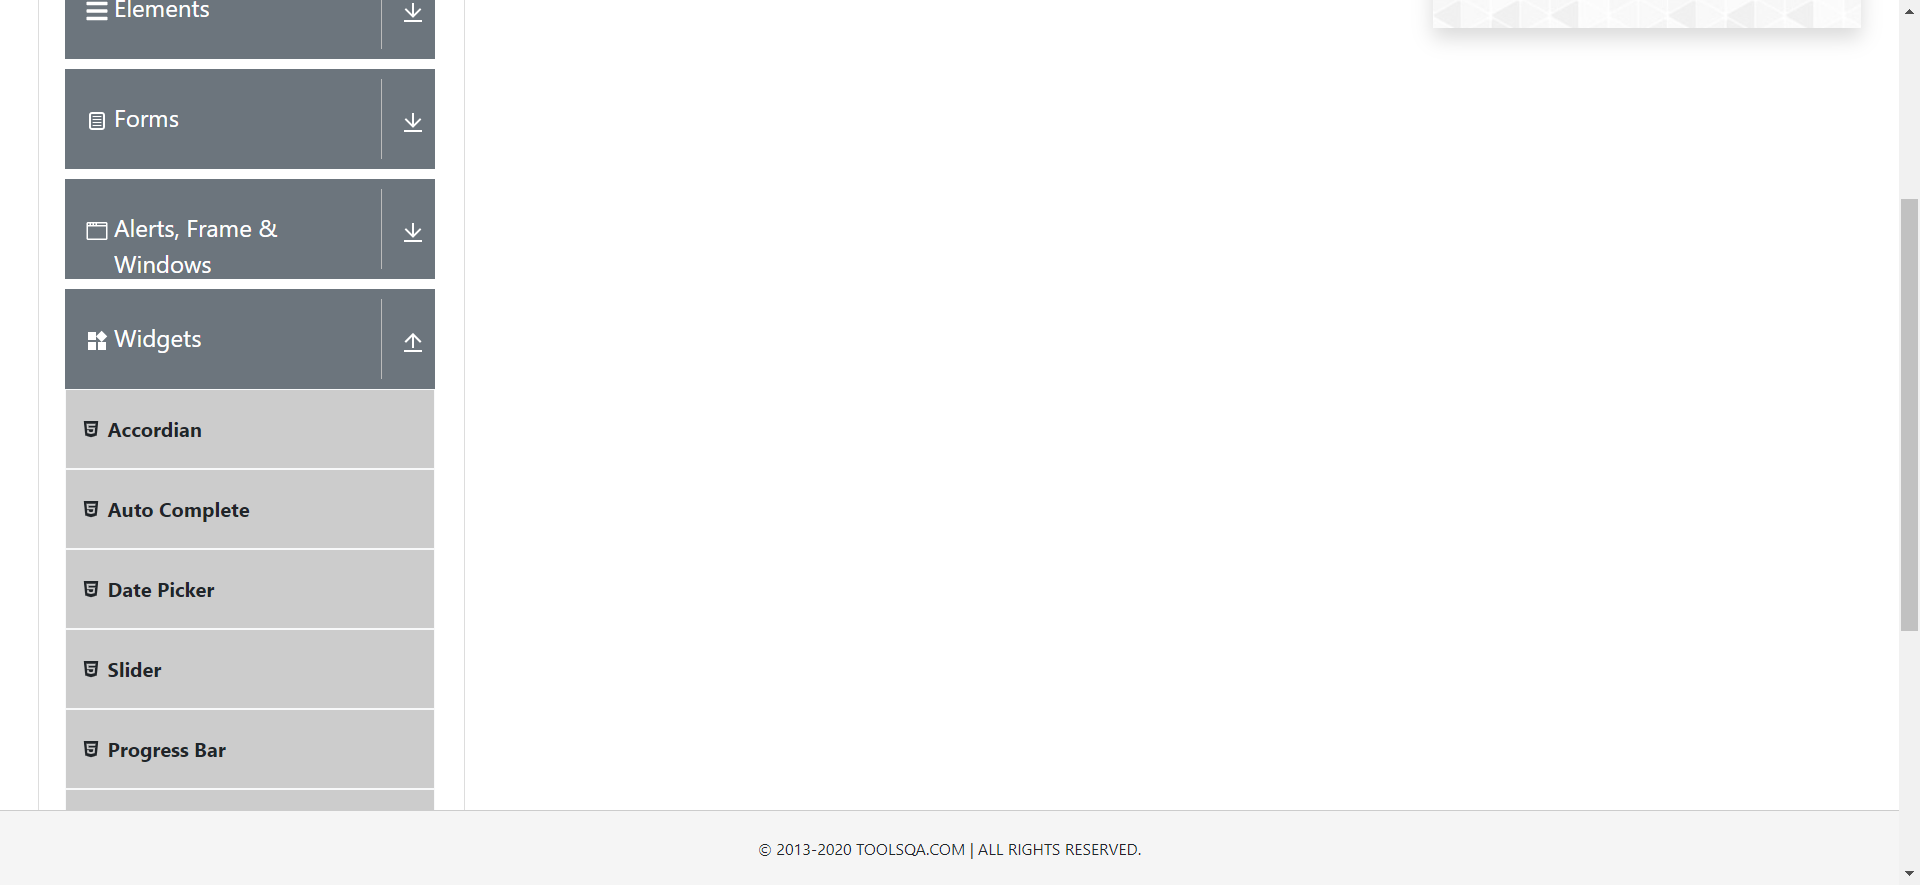 Elements
Forms
Alerts, Frame &
Windows
Widgets
Accordian
Auto Complete
Date Picker
Slider
Progress Bar
© 2013-2020 TOOLSQA.COM | ALL RIGHTS RESERVED.